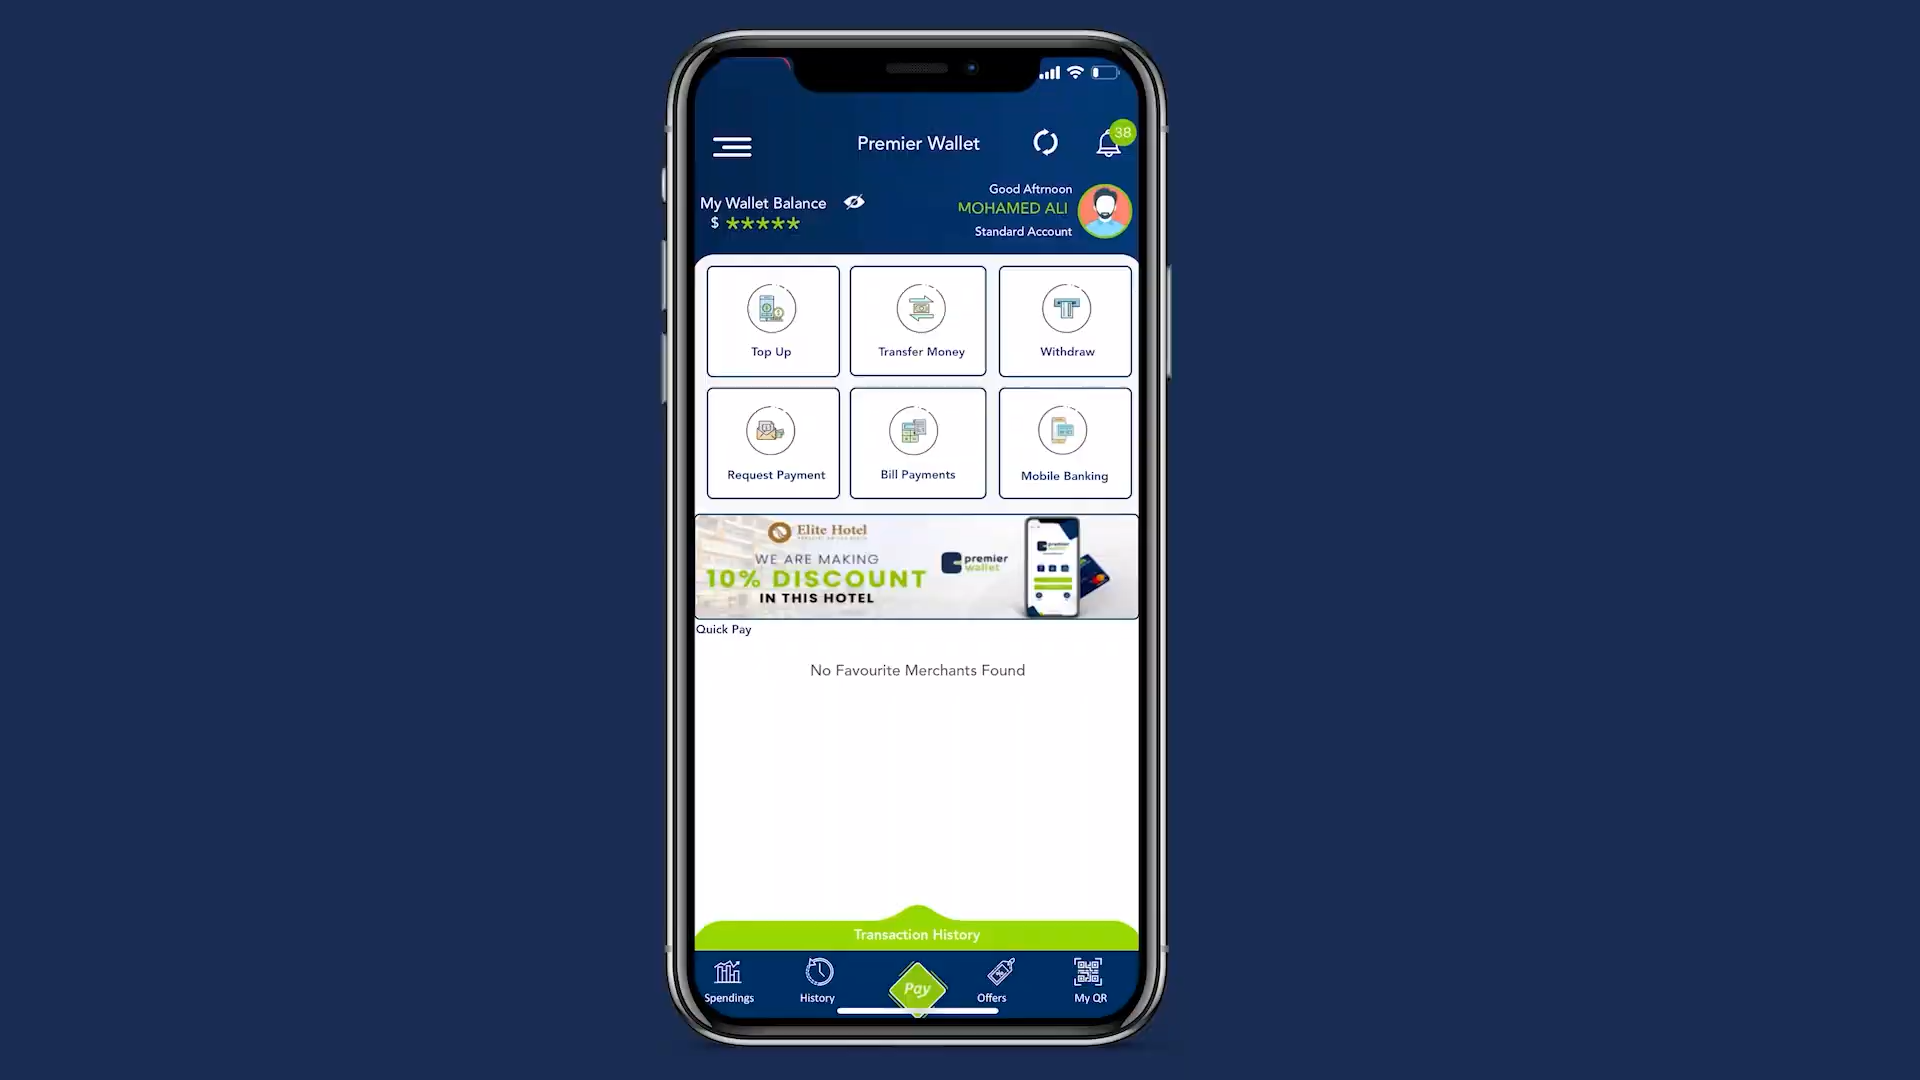 Premier Wallet
38
Good Aftrnoon
My Wallet Balance
MOHAMED ALI
$ *****
Standard Account
Top Up
Transfer Money
Withdraw
Request Payment
Bill Payments
Mobile Banking
Elite Hotel
WE ARE MAKING
10% DISCOUNT
IN THIS HOTEL
premier
wallet
Quick Pay
No Favourite Merchants Found
Transaction History
Spendings
History
Pay
Offers
My QR